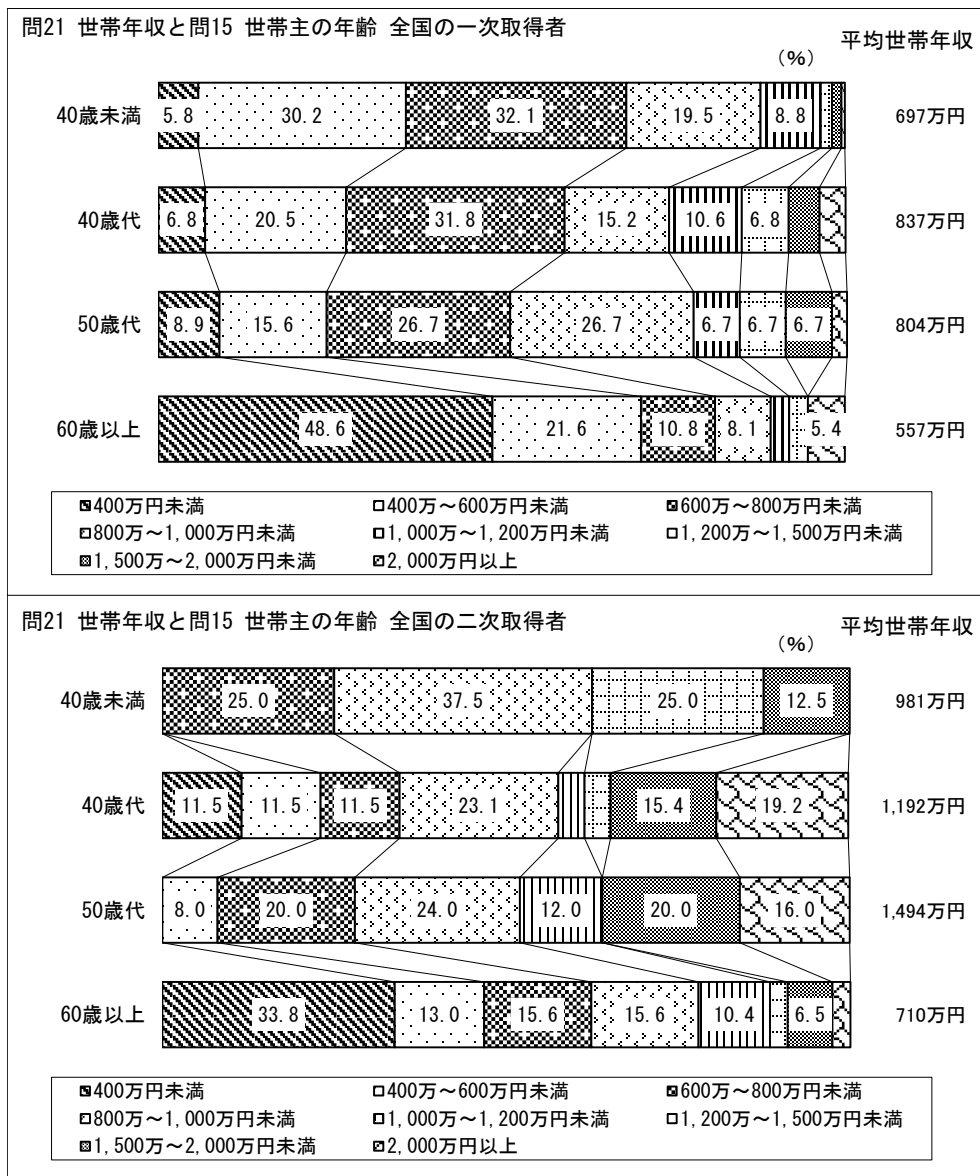 問21 世帯年収と問15 世帯主の年齢 全国の一次取得者
平均世帯年収
(%)
40歳未満 5.8 30.2 32.1 19.5 8.8 697万円
40歳代 6.8 20.5 31.8 15.2 10.6 6.8 837万円
50歳代 8.9 15.6 26.7 26.7 6.7 6.7 6.7 804万円
60歳以上 48.6 21.6 10.8 8.1 5.4 557万円
400万円未満 400万～600万円未満 600万～800万円未満
800万～1,000万円未満 1,000万～1,200万円未満 1,200万～1,500万円未満
1,500万～2,000万円未満 2,000万円以上
問21 世帯年収と問15 世帯主の年齢 全国の二次取得者
平均世帯年収
(%)
40歳未満 25.0 37.5 25.0 12.5 981万円
40歳代 11.5 11.5 11.5 23.1 15.4 19.2 1,192万円
50歳代 8.0 20.0 24.0 12.0 20.0 16.0 1,494万円
60歳以上 33.8 13.0 15.6 15.6 10.4 6.5 710万円
400万円未満 400万～600万円未満 600万～800万円未満
800万～1,000万円未満 1,000万～1,200万円未満 1,200万～1,500万円未満
1,500万～2,000万円未満 2,000万円以上